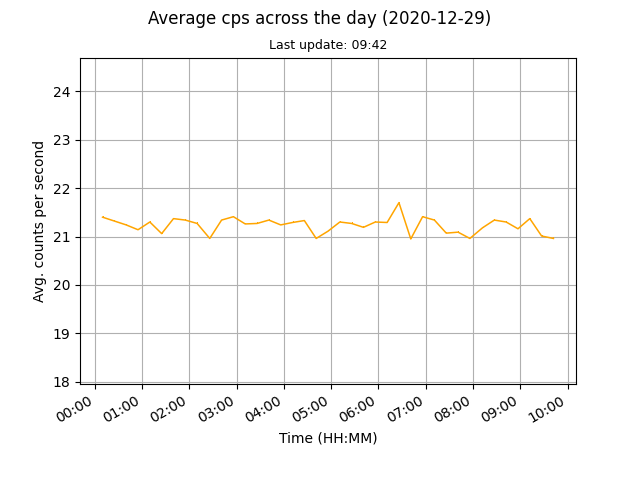 Average cps across the day (2020-12-29)
Last update: 09:42
Avg. counts per second
24
23
22
21
20
19
18
00:00 01:00 02:00 03:00 04:00 05:00 06:00 07:00 08:00 09:00 10:00
Time (HH:MM)